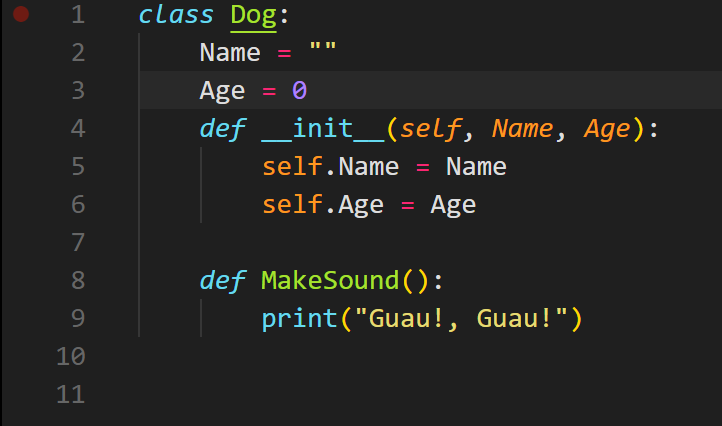 1 class Dog:
2     Name = ""
3     Age = 0
4     def __init__(self, Name, Age):
5         self.Name = Name
6         self.Age = Age
7
8     def MakeSound():
9         print("Guau!, Guau!")
10
11